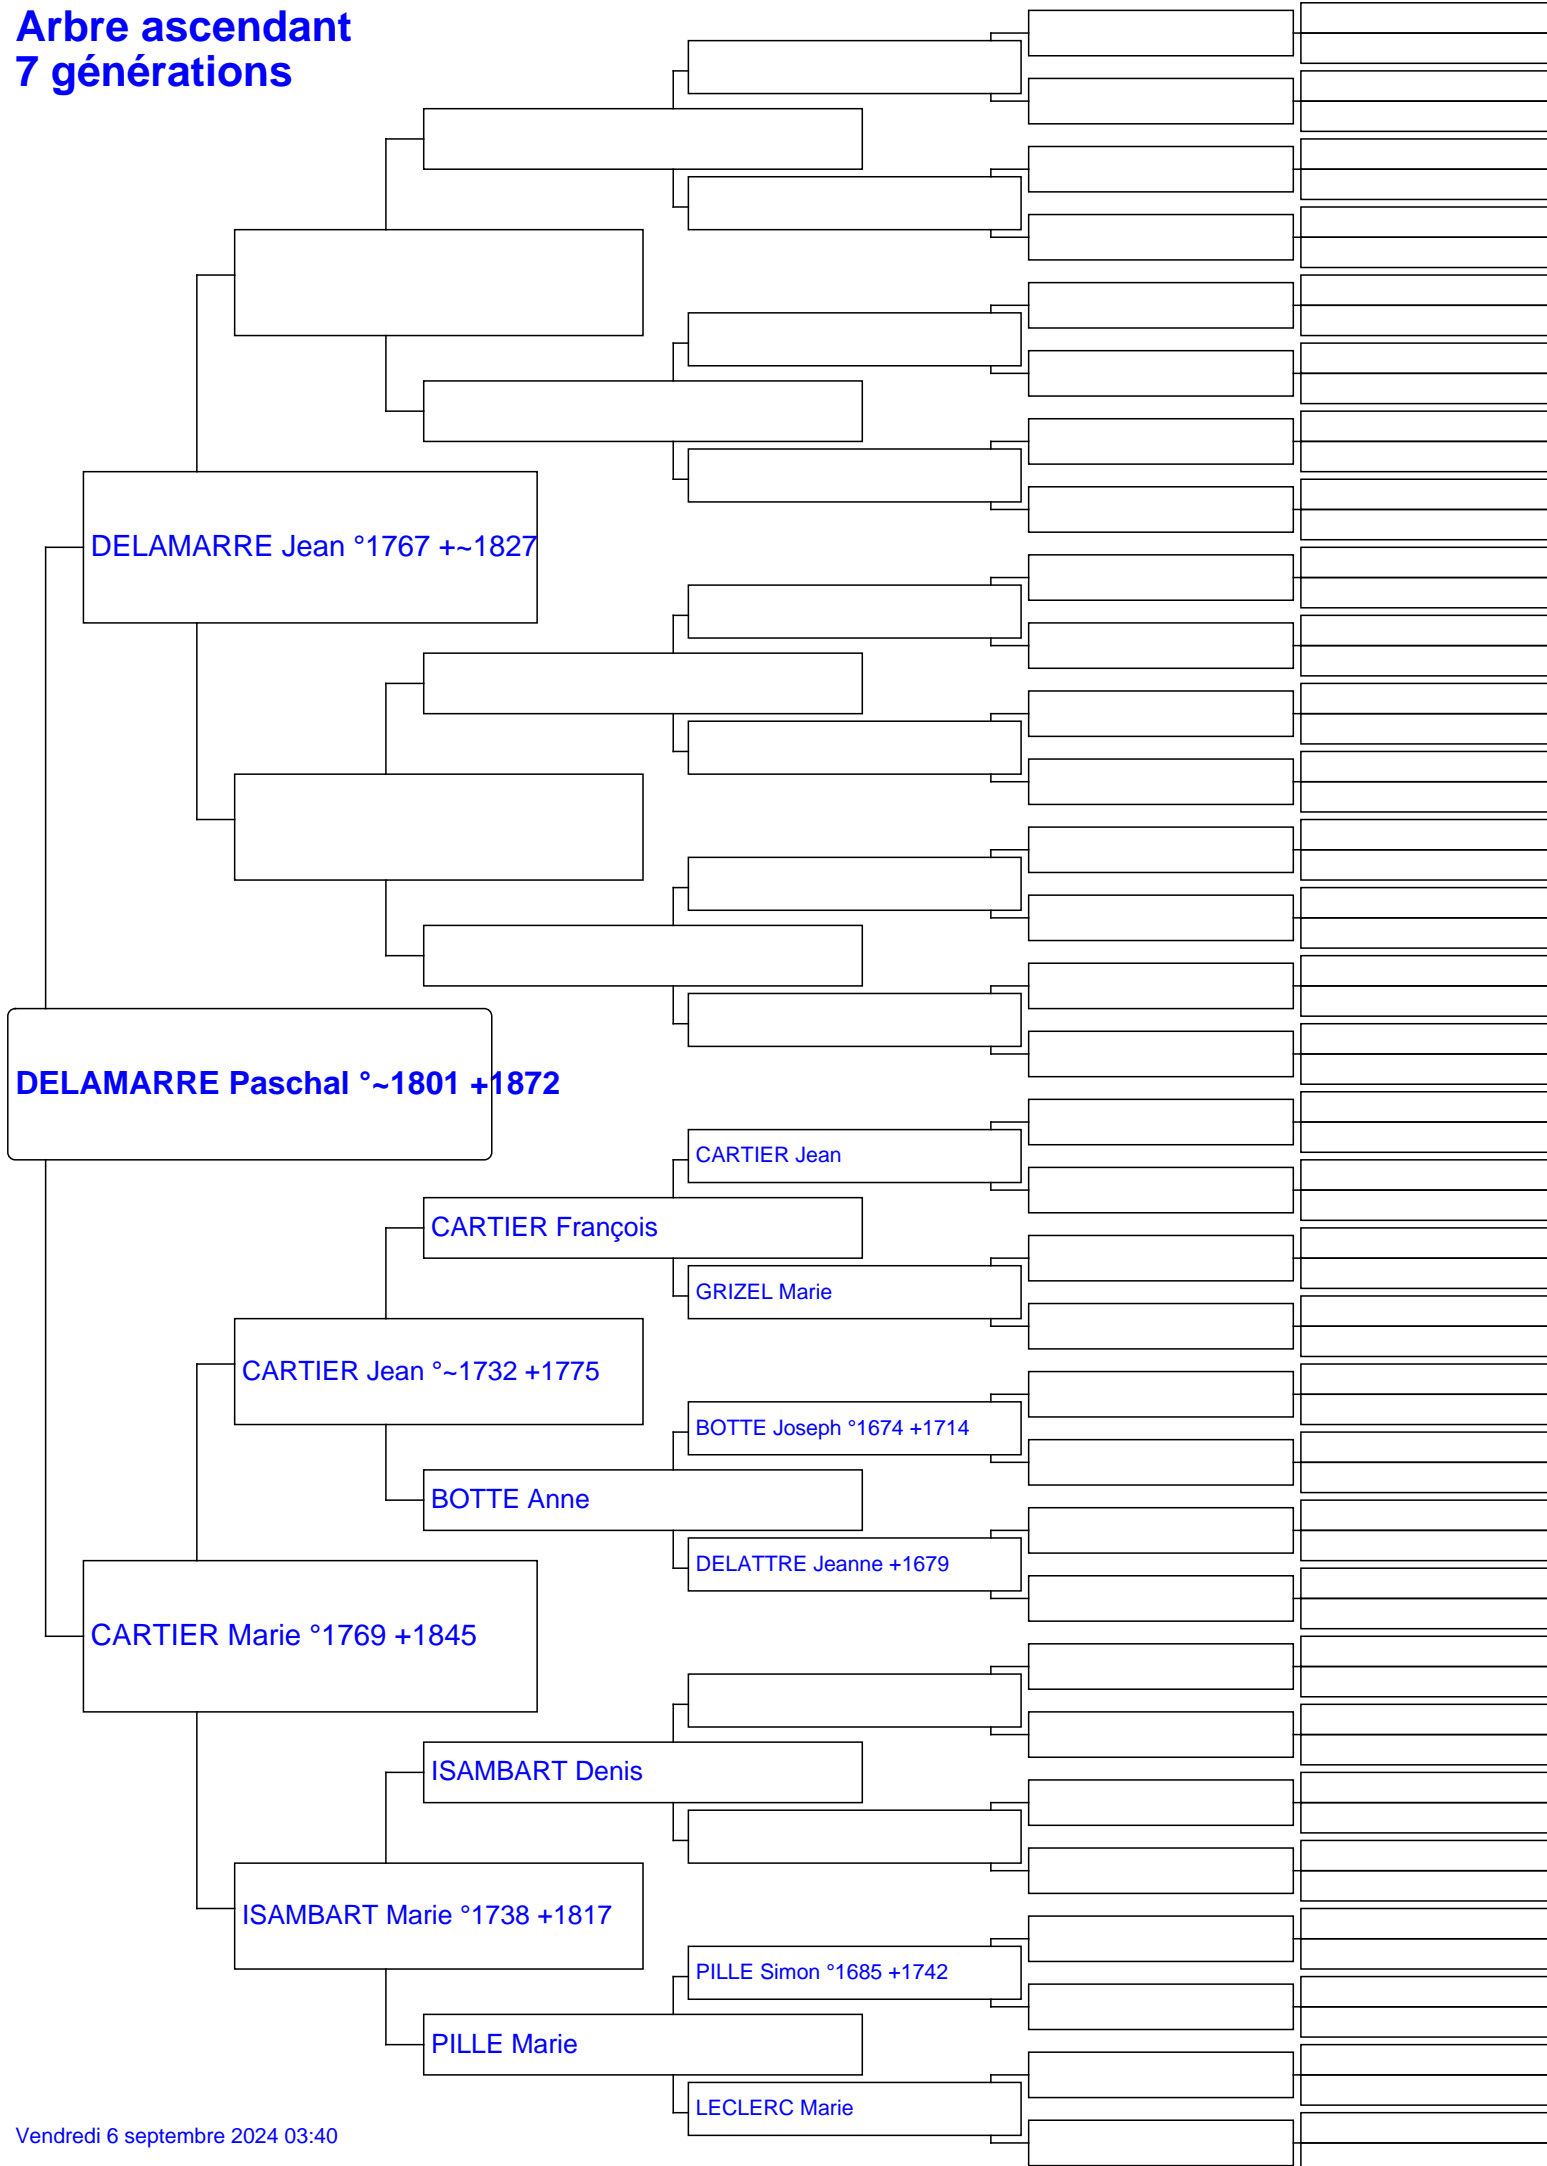 Arbre ascendant
7 générations
DELAMARRE Jean °1767 +~1827
DELAMARRE Paschal °~1801 +1872
CARTIER Jean
CARTIER François
GRIZEL Marie
CARTIER Jean °~1732 +1775
BOTTE Joseph °1674 +1714
BOTTE Anne
DELATTRE Jeanne +1679
CARTIER Marie °1769 +1845
ISAMBART Denis
ISAMBART Marie °1738 +1817
PILLE Simon °1685 +1742
PILLE Marie
LECLERC Marie
Vendredi 6 septembre 2024 03:40